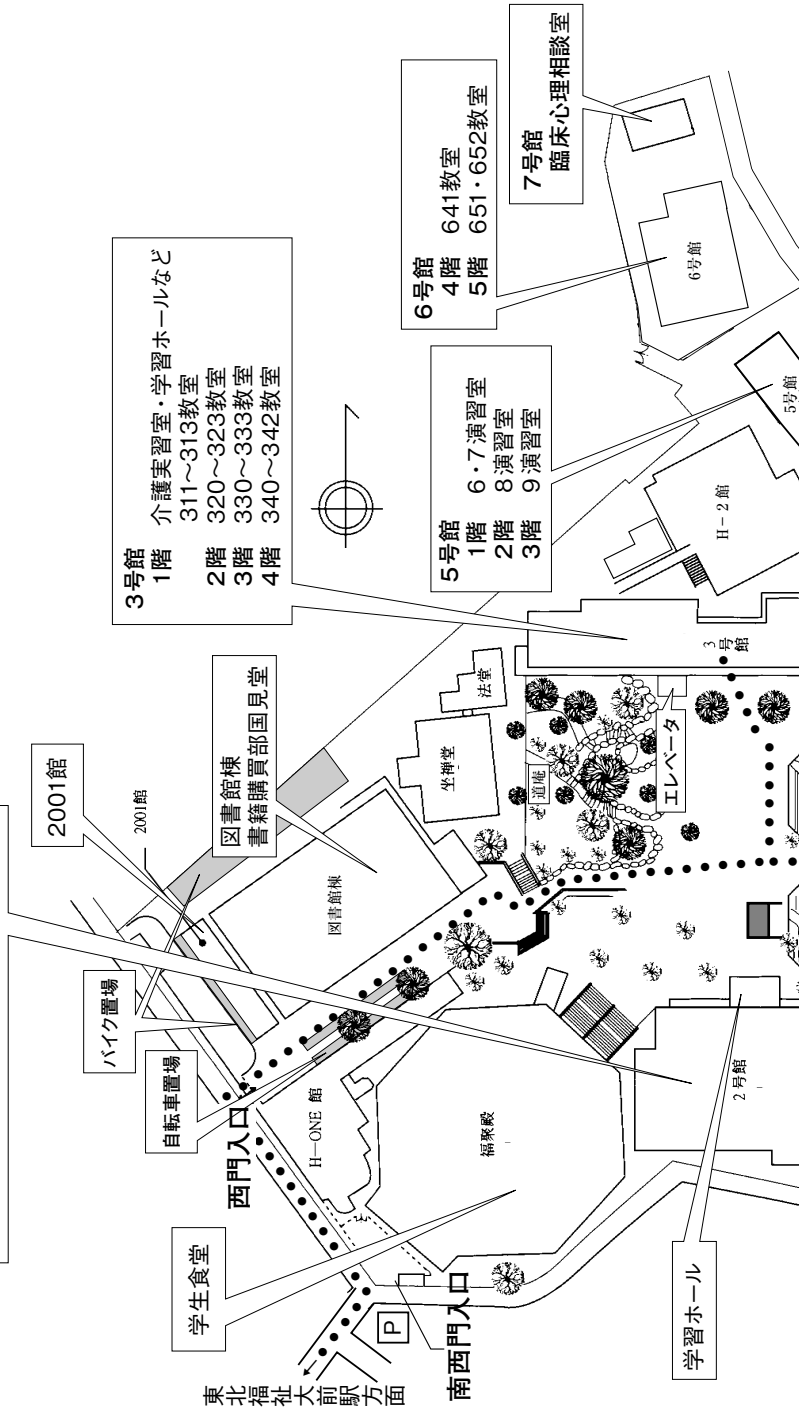 3号館
1階 介護実習室・学習ホールなど
311～313教室
2階 320～323教室
3階 330～333教室
4階 340～342教室
6号館
4階 641教室
5階 651・652教室
7号館
臨床心理相談室
5号館
1階 6・7演習室
2階 8演習室
3階 9演習室
2001館
2001館
図書館棟
書籍購買部国見堂
バイク置場
自転車置場
西門入口
学生食堂
東北福祉大前駅方面
P
南西門入口
学習ホール
H－ONE 館
図書館棟
福聚殿
2号館
坐禅堂
法堂
道庵
エレベータ
3号館
H－2館
5号館
6号館